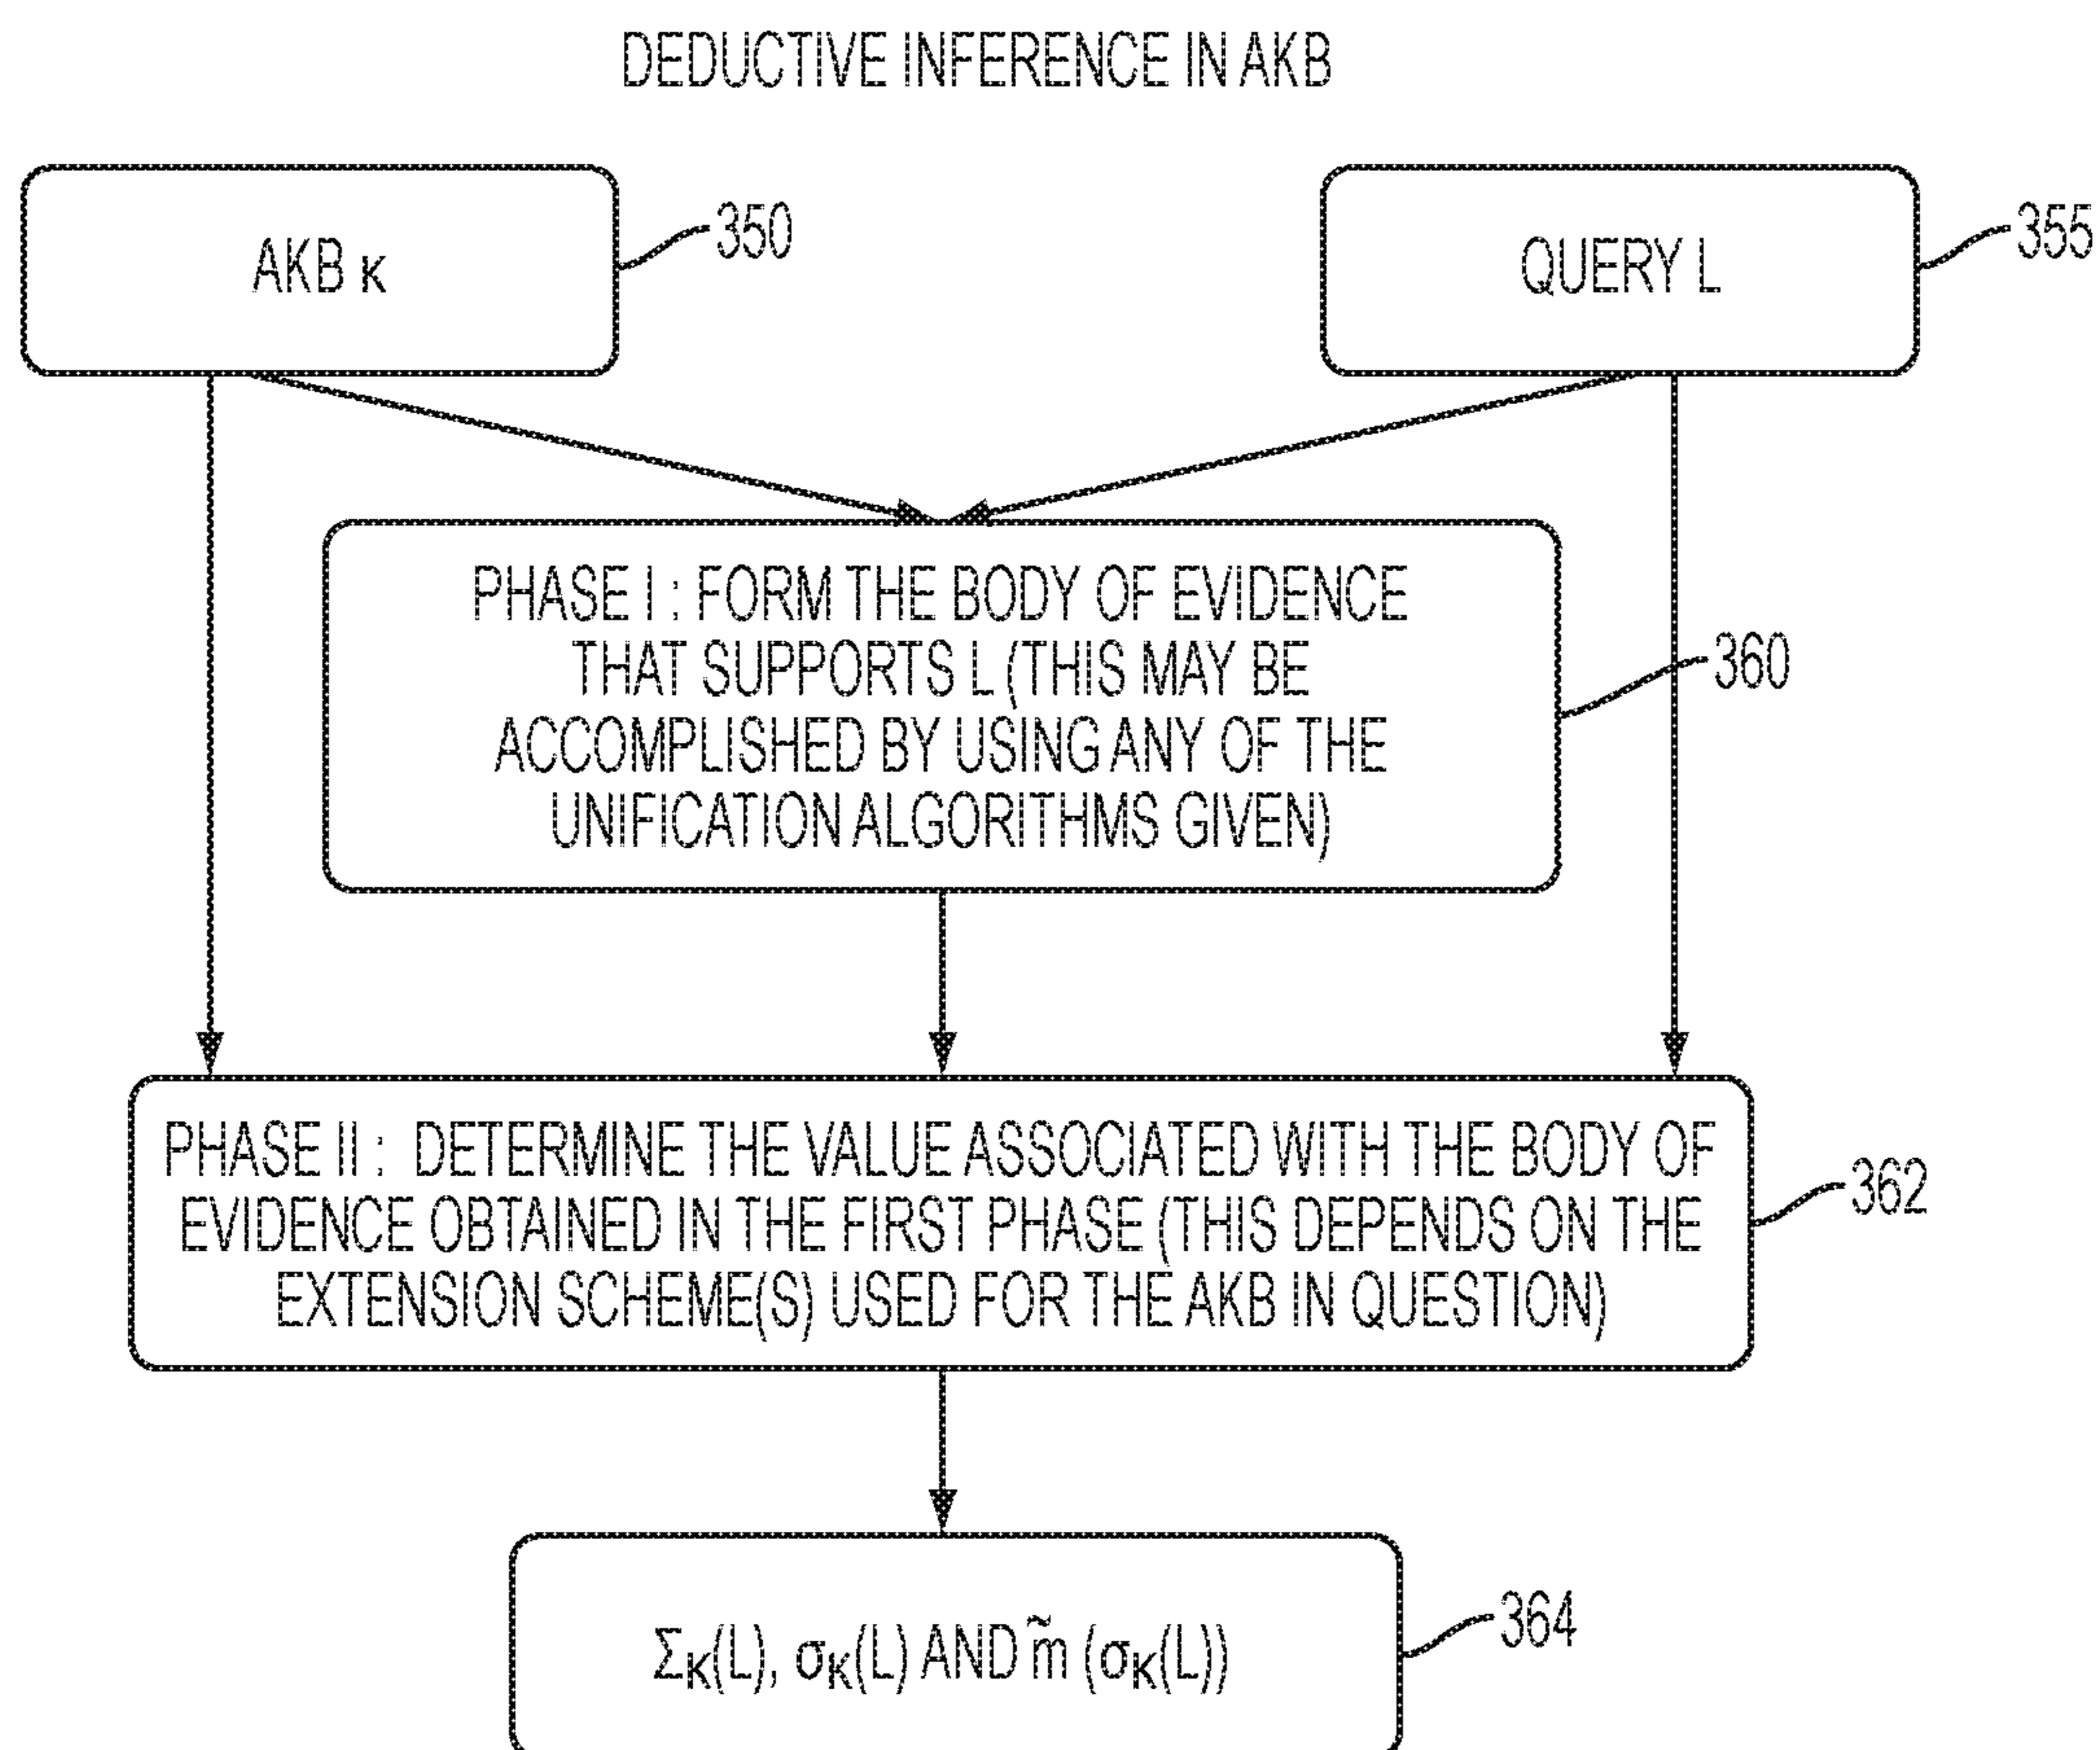 DEDUCTIVE INFERENCE IN AKB
AKB κ
350
QUERY L
355
PHASE I : FORM THE BODY OF EVIDENCE
THAT SUPPORTS L (THIS MAY BE
ACCOMPLISHED BY USING ANY OF THE
UNIFICATION ALGORITHMS GIVEN)
360
PHASE II : DETERMINE THE VALUE ASSOCIATED WITH THE BODY OF
EVIDENCE OBTAINED IN THE FIRST PHASE (THIS DEPENDS ON THE
EXTENSION SCHEME(S) USED FOR THE AKB IN QUESTION)
362
Σκ(L), σκ(L) AND m̃ (σκ(L))
364